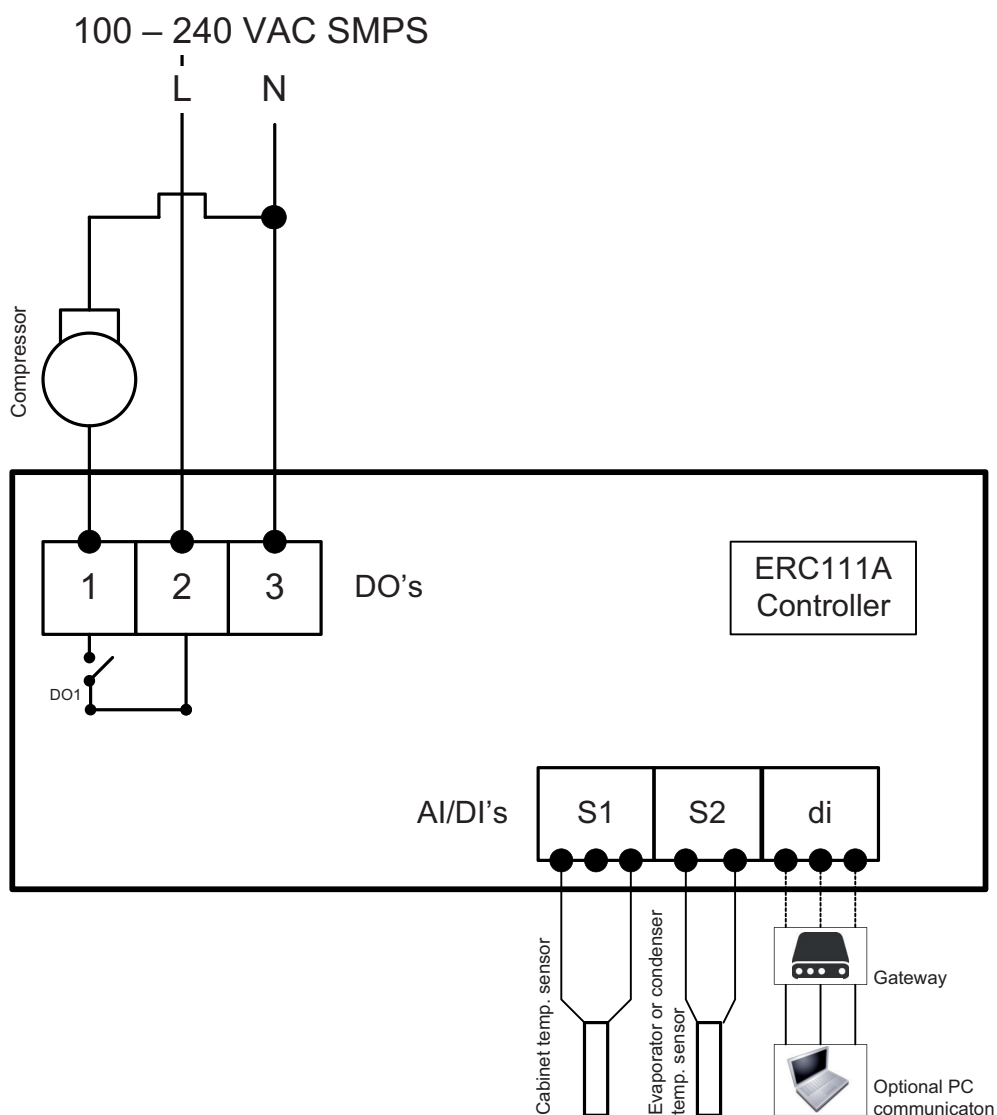 100 – 240 VAC SMPS
L N
Compressor
1 2 3 DO's
ERC111A
Controller
DO1
AI/DI's S1 S2 di
Cabinet temp. sensor
Evaporator or condenser
temp. sensor
Gateway
Optional PC
communicaton